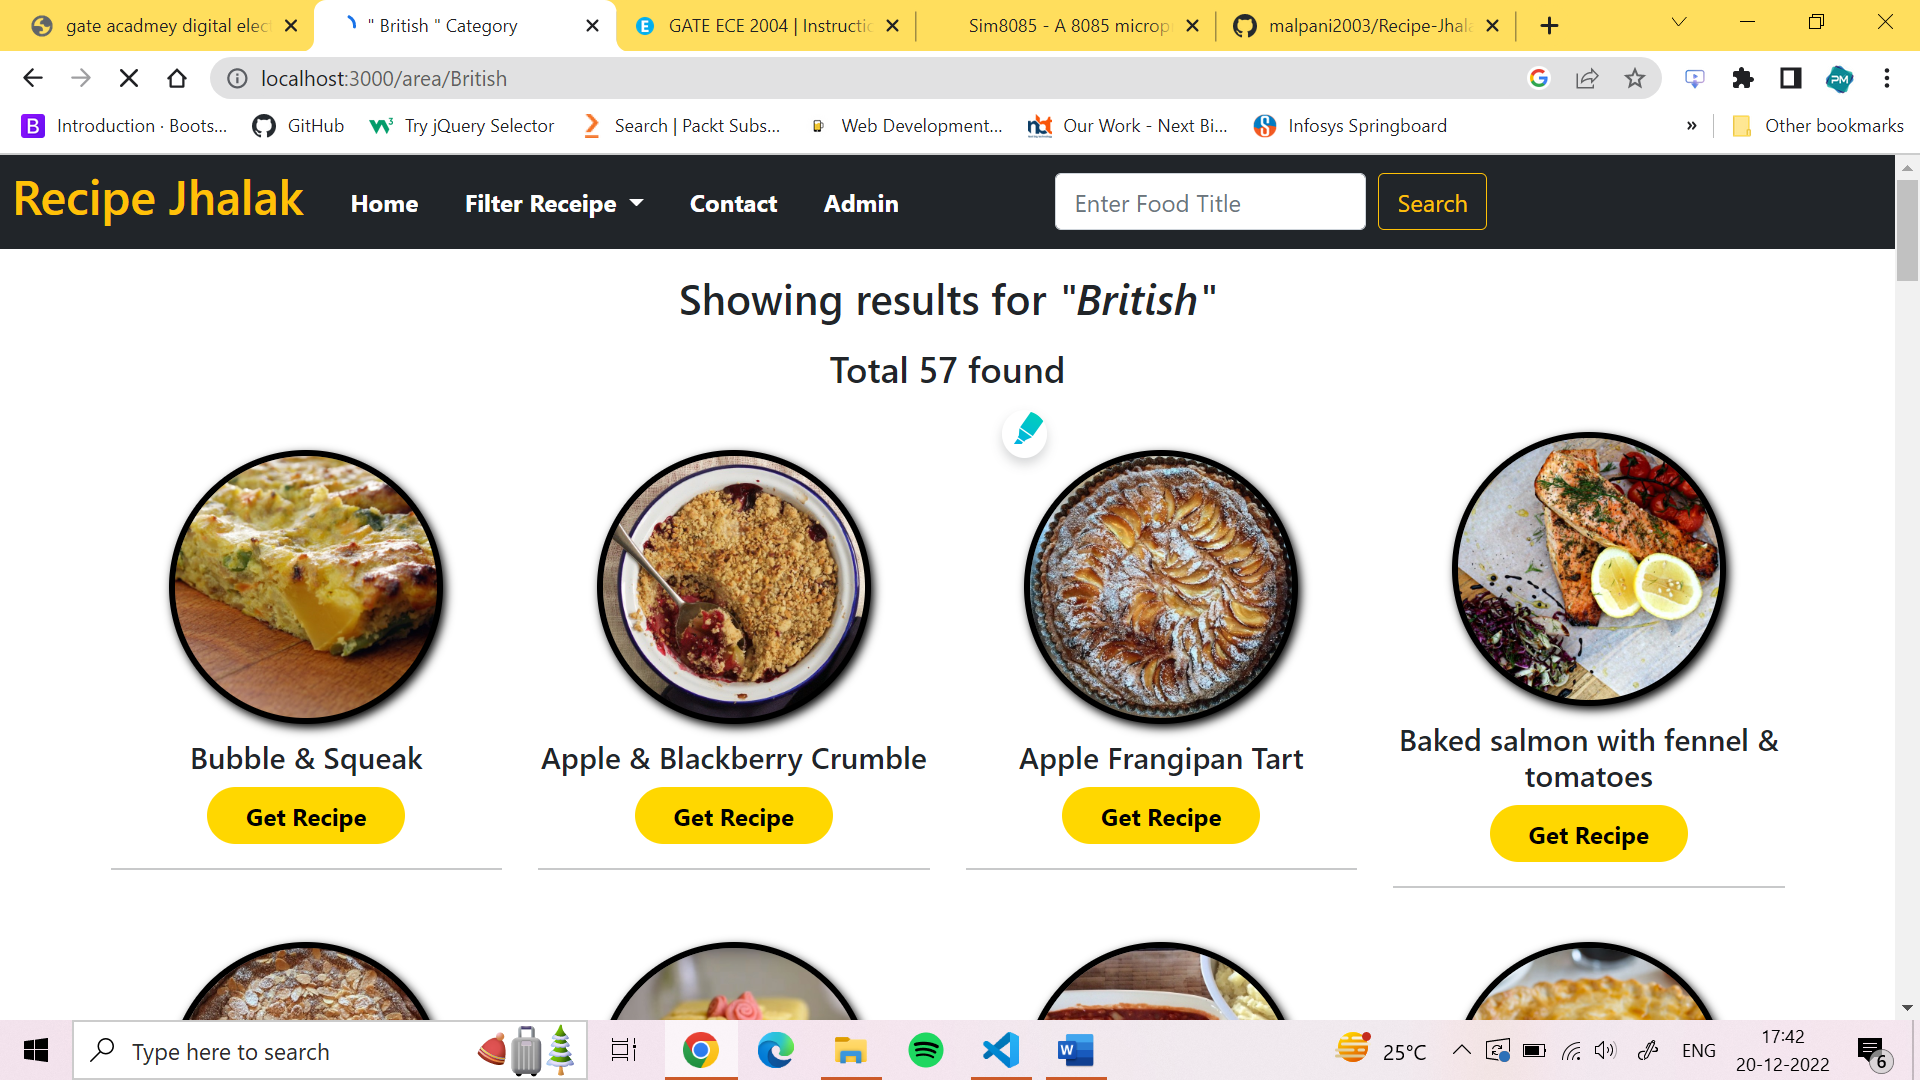 gate acadmey digital elect
" British " Category
GATE ECE 2004 | Instructio
Sim8085 - A 8085 microp
malpani2003/Recipe-Jhala
localhost:3000/area/British
PM
B Introduction · Boots...
GitHub
Try jQuery Selector
Search | Packt Subs...
Web Development...
Our Work - Next Bi...
Infosys Springboard
»
Other bookmarks
Recipe Jhalak
Home
Filter Receipe
Contact
Admin
Enter Food Title
Search
Showing results for "British"
Total 57 found
Bubble & Squeak
Get Recipe
Apple & Blackberry Crumble
Get Recipe
Apple Frangipan Tart
Get Recipe
Baked salmon with fennel &
tomatoes
Get Recipe
Type here to search
25°C
ENG
17:42
20-12-2022
6